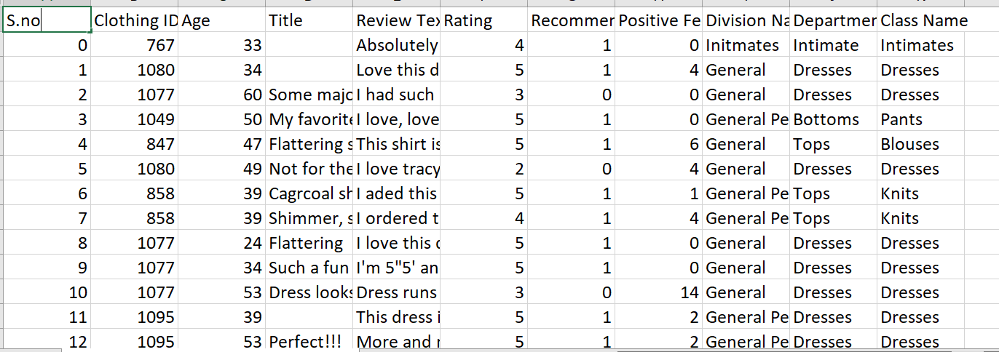 S.no Clothing ID Age Title Review Tex Rating Recommer Positive Fe Division Na Departmer Class Name
0 767 33 Absolutely 4 1 0 Initmates Intimate Intimates
1 1080 34 Love this d 5 1 4 General Dresses Dresses
2 1077 60 Some majo I had such 3 0 0 General Dresses Dresses
3 1049 50 My favorite I love, love 5 1 0 General Pe Bottoms Pants
4 847 47 Flattering s This shirt is 5 1 6 General Tops Blouses
5 1080 49 Not for the I love tracy 2 0 4 General Dresses Dresses
6 858 39 Cagrcoal sh I aded this 5 1 1 General Pe Tops Knits
7 858 39 Shimmer, s I ordered t 4 1 4 General Pe Tops Knits
8 1077 24 Flattering I love this d 5 1 0 General Dresses Dresses
9 1077 34 Such a fun I'm 5"5' an 5 1 0 General Dresses Dresses
10 1077 53 Dress looks Dress runs 3 0 14 General Dresses Dresses
11 1095 39 This dress i 5 1 2 General Pe Dresses Dresses
12 1095 53 Perfect!!! More and r 5 1 2 General Pe Dresses Dresses